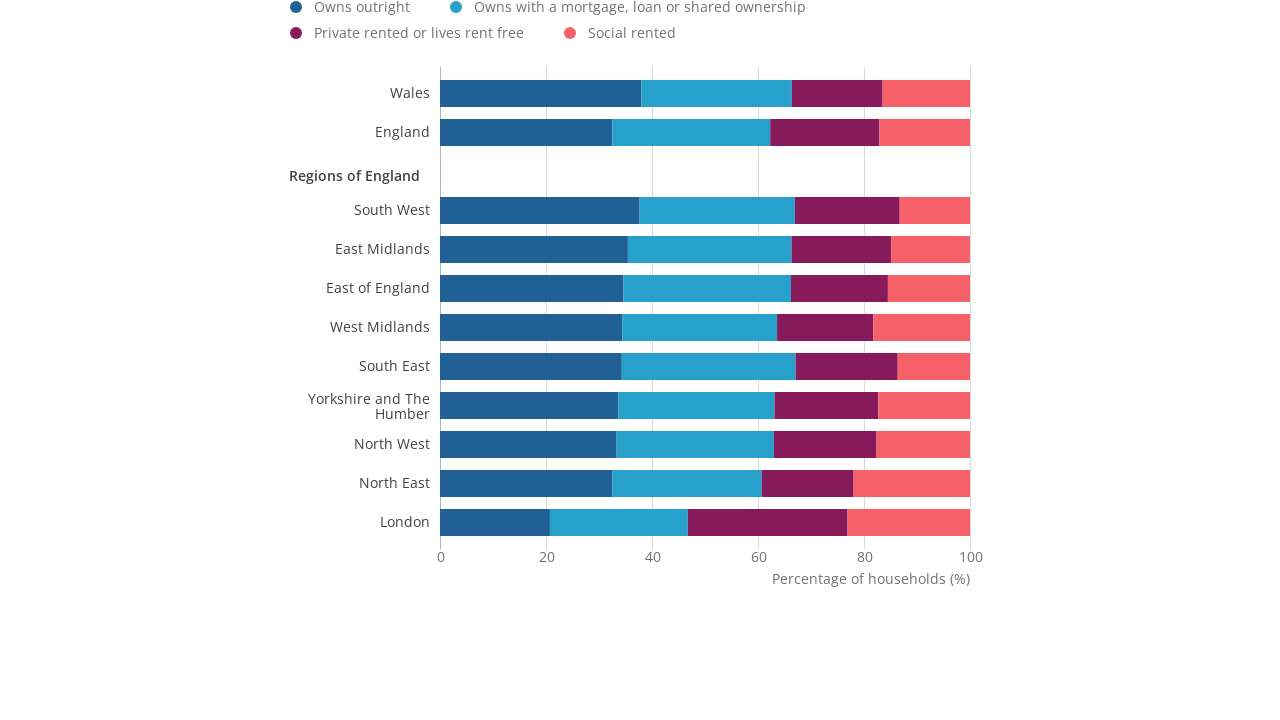 Owns outright
Owns with a mortgage, loan or shared ownership
Private rented or lives rent free
Social rented
Wales
England
Regions of England
South West
East Midlands
East of England
West Midlands
South East
Yorkshire and The
Humber
North West
North East
London
0 20 40 60 80 100
Percentage of households (%)